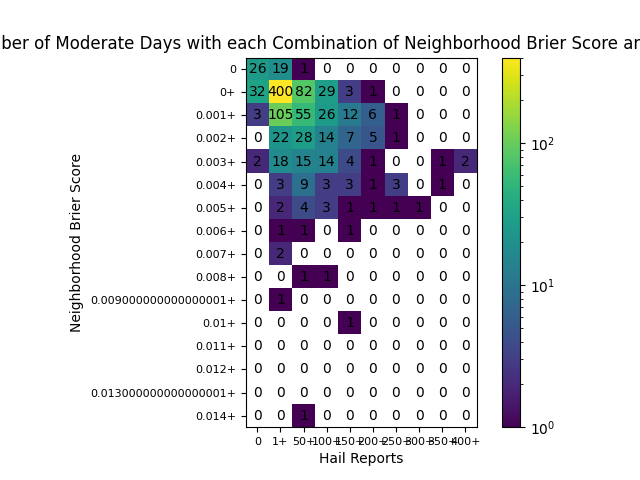 ber of Moderate Days with each Combination of Neighborhood Brier Score an
Neighborhood Brier Score
0 26 19 1 0 0 0 0 0 0 0
0+ 32 400 82 29 3 1 0 0 0 0
0.001+ 3 105 55 26 12 6 1 0 0 0
0.002+ 0 22 28 14 7 5 1 0 0 0
0.003+ 2 18 15 14 4 1 0 0 1 2
0.004+ 0 3 9 3 3 1 3 0 1 0
0.005+ 0 2 4 3 1 1 1 1 0 0
0.006+ 0 1 1 0 1 0 0 0 0 0
0.007+ 0 2 0 0 0 0 0 0 0 0
0.008+ 0 0 1 1 0 0 0 0 0 0
0.009000000000000001+ 0 1 0 0 0 0 0 0 0 0
0.01+ 0 0 0 0 1 0 0 0 0 0
0.011+ 0 0 0 0 0 0 0 0 0 0
0.012+ 0 0 0 0 0 0 0 0 0 0
0.013000000000000001+ 0 0 0 0 0 0 0 0 0 0
0.014+ 0 0 1 0 0 0 0 0 0 0
0 1+ 50+ 100+ 150+ 200+ 250+ 300+ 350+ 400+
Hail Reports
10²
10¹
10⁰